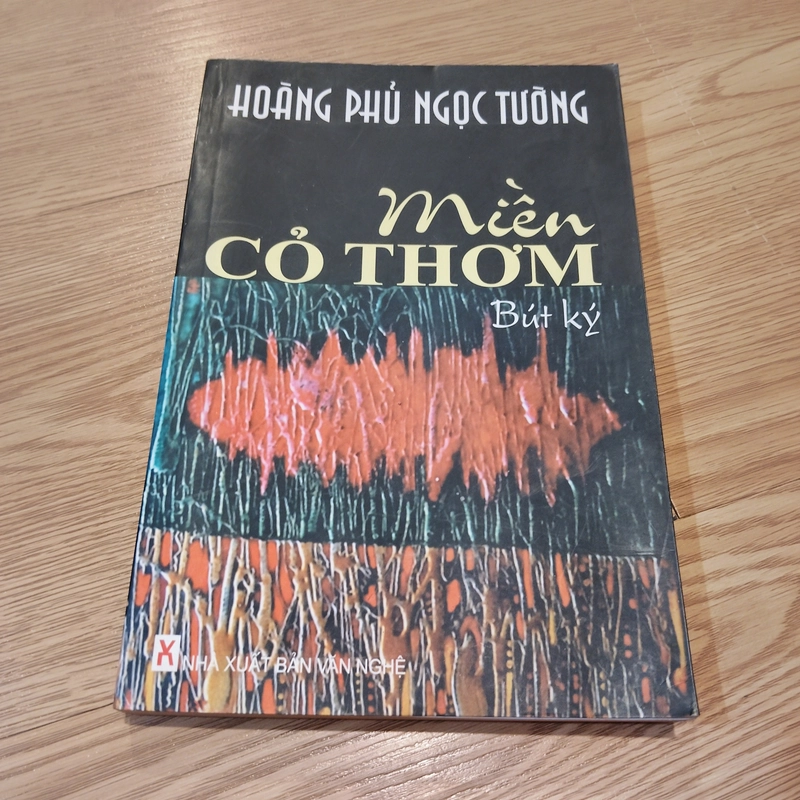 HOÀNG PHỦ NGỌC TƯỜNG
Miền
CỎ THƠM
Bút ký
NHÀ XUẤT BẢN VĂN NGHỆ